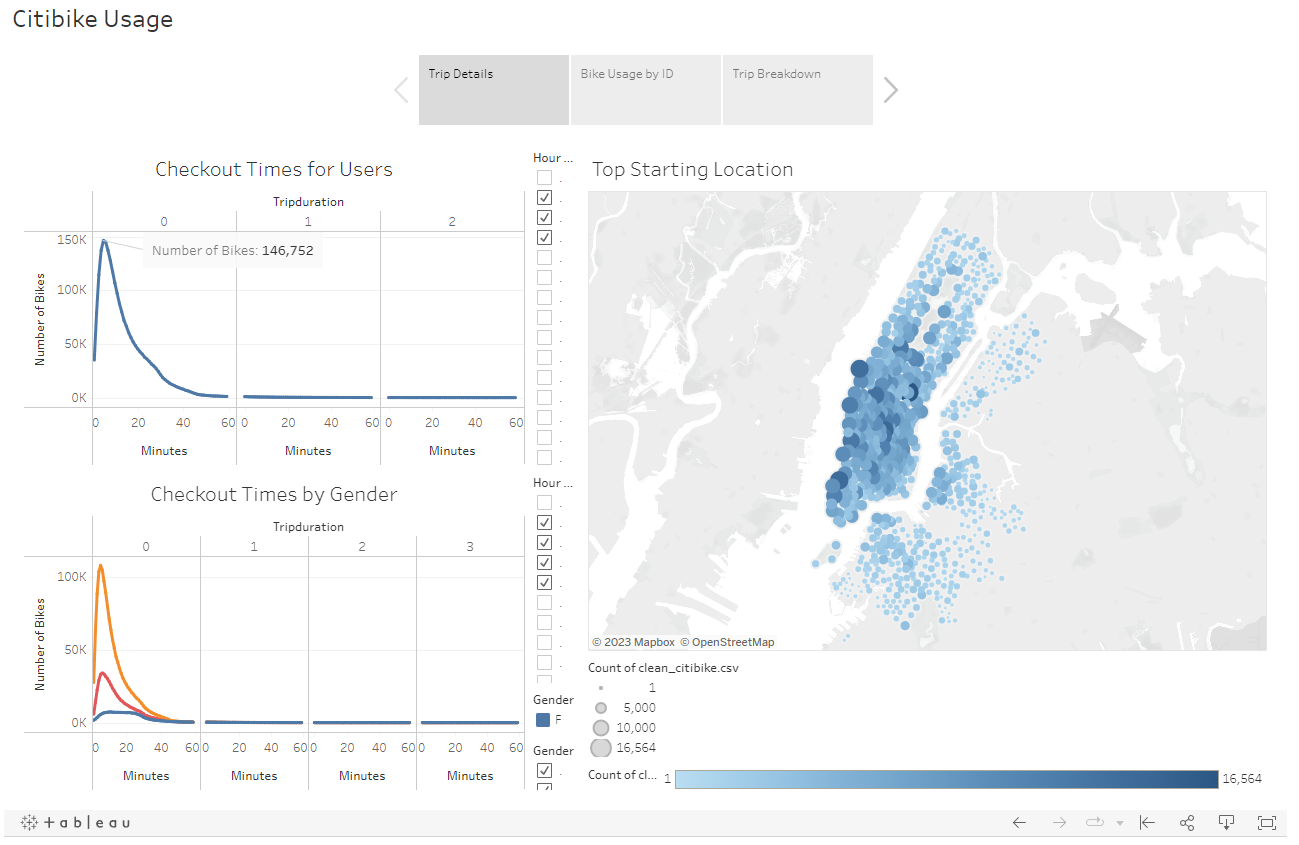 Citibike Usage
Trip Details
Bike Usage by ID
Trip Breakdown
Checkout Times for Users
Tripduration
0 1 2
150K
100K
50K
0K
Number of Bikes
Number of Bikes: 146,752
0 20 40 60 0 20 40 60 0 20 40 60
Minutes Minutes Minutes
Hour ...
Checkout Times by Gender
Tripduration
0 1 2 3
100K
50K
0K
Number of Bikes
0 20 40 60 0 20 40 60 0 20 40 60 0 20 40 60
Minutes Minutes Minutes Minutes
Hour ...
Gender
F
Gender
Top Starting Location
© 2023 Mapbox © OpenStreetMap
Count of clean_citibike.csv
1
5,000
10,000
16,564
Count of cl... 1 16,564
+ a b l e a u